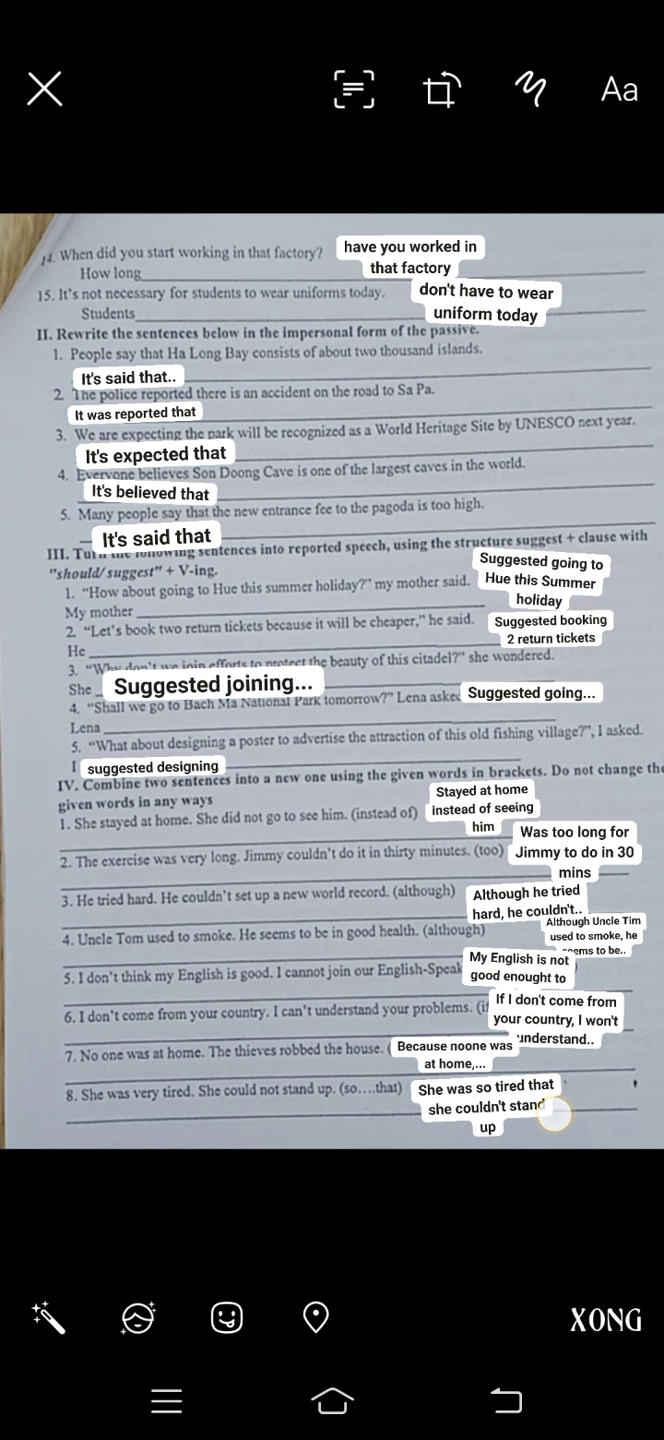 Aa
14. When did you start working in that factory?
have you worked in
that factory
How long
15. It's not necessary for students to wear uniforms today.
don't have to wear
uniform today
Students
II. Rewrite the sentences below in the impersonal form of the passive.
1. People say that Ha Long Bay consists of about two thousand islands.
It's said that..
2. The police reported there is an accident on the road to Sa Pa.
It was reported that
3. We are expecting the park will be recognized as a World Heritage Site by UNESCO next year.
It's expected that
4. Everyone believes Son Doong Cave is one of the largest caves in the world.
It's believed that
5. Many people say that the new entrance fee to the pagoda is too high.
It's said that
III. Turn the following sentences into reported speech, using the structure suggest + clause with
"should/ suggest" + V-ing.
1. "How about going to Hue this summer holiday?" my mother said.
Suggested going to
Hue this Summer
holiday
My mother
2. "Let's book two return tickets because it will be cheaper," he said.
Suggested booking
2 return tickets
He
3. "Why don't we join efforts to protect the beauty of this citadel?" she wondered.
She
Suggested joining...
4. "Shall we go to Bach Ma National Park tomorrow?" Lena asked
Suggested going...
Lena
5. "What about designing a poster to advertise the attraction of this old fishing village?", I asked.
I
suggested designing
IV. Combine two sentences into a new one using the given words in brackets. Do not change the
given words in any ways
1. She stayed at home. She did not go to see him. (instead of)
Stayed at home
instead of seeing
him
2. The exercise was very long. Jimmy couldn't do it in thirty minutes. (too)
Was too long for
Jimmy to do in 30
mins
3. He tried hard. He couldn't set up a new world record. (although)
Although he tried
hard, he couldn't..
4. Uncle Tom used to smoke. He seems to be in good health. (although)
Although Uncle Tim
used to smoke, he
seems to be..
5. I don't think my English is good. I cannot join our English-Speak
My English is not
good enought to
6. I don't come from your country. I can't understand your problems. (if
If I don't come from
your country, I won't
understand..
7. No one was at home. The thieves robbed the house. (
Because noone was
at home,...
8. She was very tired. She could not stand up. (so....that)
She was so tired that
she couldn't stand
up
XONG